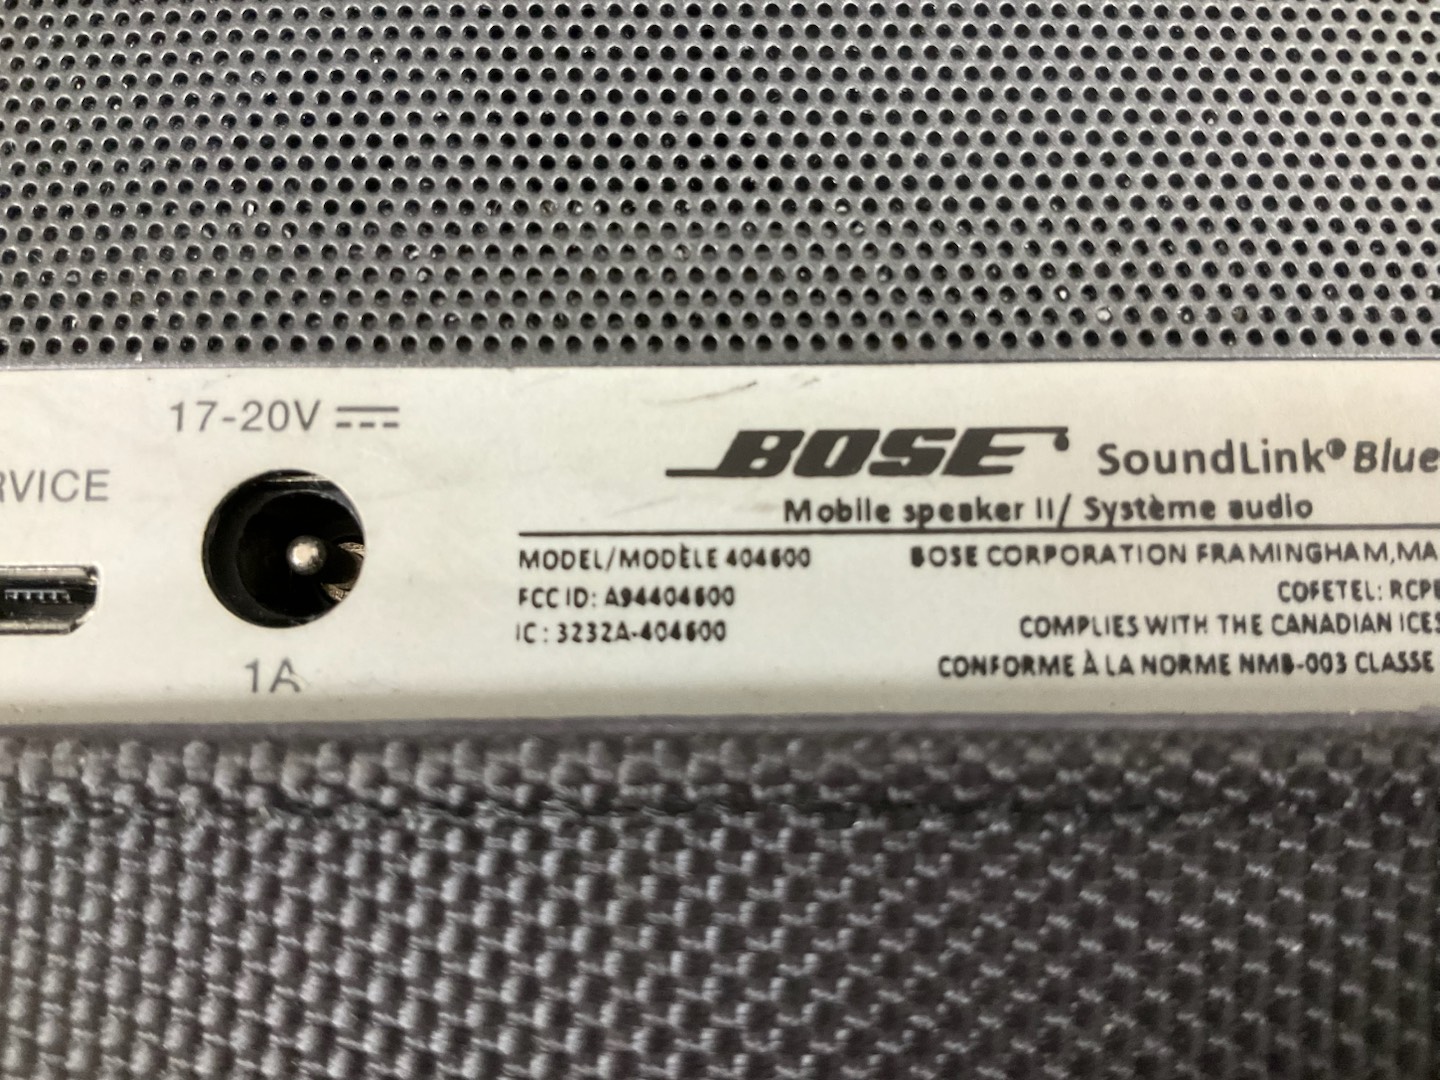 17-20V
RVICE
1A
BOSE SoundLink® Blue
Mobile speaker II/ Système audio
MODEL/MODÈLE 404600
BOSE CORPORATION FRAMINGHAM,MA
FCC ID: A94404600
COFETEL: RCPB
IC: 3232A-404600
COMPLIES WITH THE CANADIAN ICES
CONFORME À LA NORME NMB-003 CLASSE